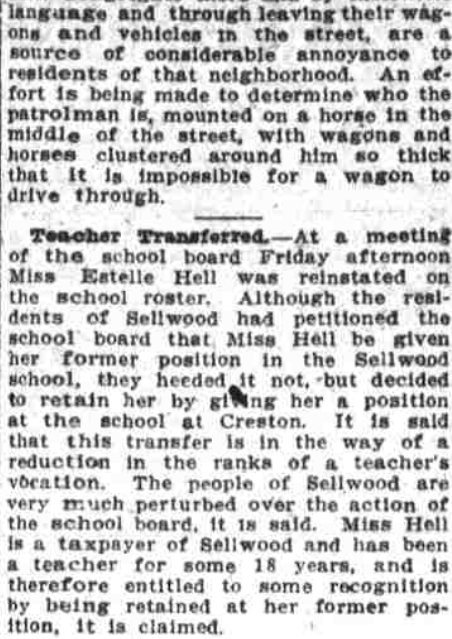 language and through leaving their wag-
ons and vehicles in the street, are a
source of considerable annoyance to
residents of that neighborhood. An ef-
fort is being made to determine who the
patrolman is, mounted on a horse in the
middle of the street, with wagons and
horses clustered around him so thick
that it is impossible for a wagon to
drive through.
Teacher Transferred.—At a meeting
of the school board Friday afternoon
Miss Estelle Hell was reinstated on
the school roster. Although the resi-
dents of Sellwood had petitioned the
school board that Miss Hell be given
her former position in the Sellwood
school, they heeded it not, but decided
to retain her by giving her a position
at the school at Creston. It is said
that this transfer is in the way of a
reduction in the ranks of a teacher's
vocation. The people of Sellwood are
very much perturbed over the action of
the school board, it is said. Miss Hell
is a taxpayer of Sellwood and has been
a teacher for some 18 years, and is
therefore entitled to some recognition
by being retained at her former pos-
ition, it is claimed.